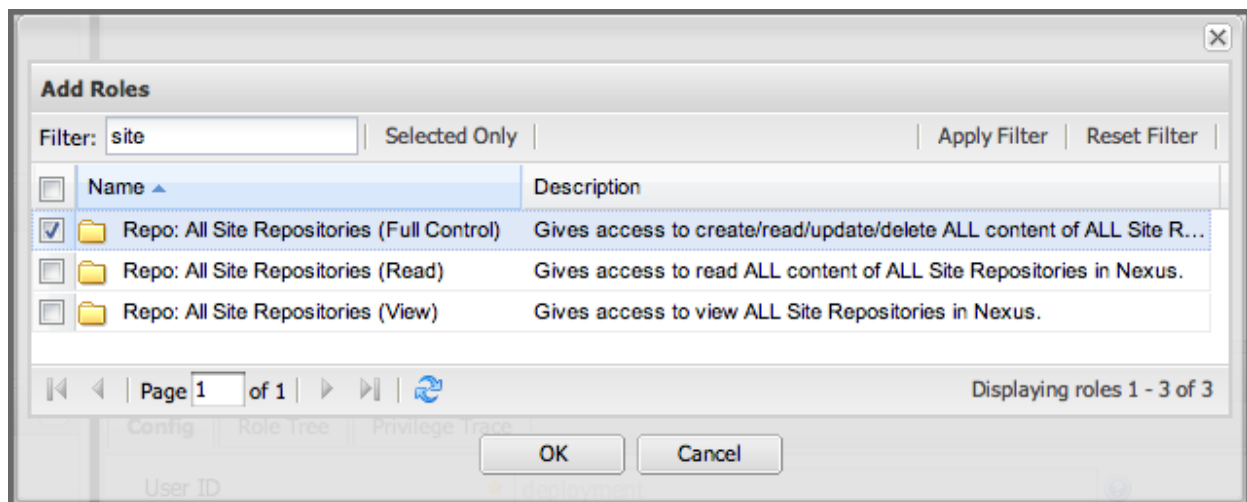 Add Roles
Filter: site Selected Only Apply Filter Reset Filter
Name Description
Repo: All Site Repositories (Full Control) Gives access to create/read/update/delete ALL content of ALL Site R...
Repo: All Site Repositories (Read) Gives access to read ALL content of ALL Site Repositories in Nexus.
Repo: All Site Repositories (View) Gives access to view ALL Site Repositories in Nexus.
Page 1 of 1 Displaying roles 1 - 3 of 3
Config Role Tree Privilege Trace
OK Cancel
User ID deployment